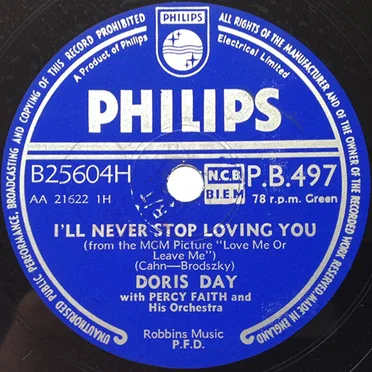 ALL RIGHTS OF THE MANUFACTURER AND OF THE OWNER OF THE RECORDED WORK RESERVED. MADE IN ENGLAND
UNAUTHORISED PUBLIC PERFORMANCE, BROADCASTING AND COPYING OF THIS RECORD PROHIBITED
PHILIPS
A Product of Philips
Electrical Limited
PHILIPS
B25604H
N.C.B.
B I E M
P.B.497
AA 21622 1H
78 r.p.m. Green
I'LL NEVER STOP LOVING YOU
(from the MGM Picture "Love Me Or
Leave Me")
(Cahn—Brodszky)
DORIS DAY
with PERCY FAITH and
His Orchestra
Robbins Music
P.F.D.